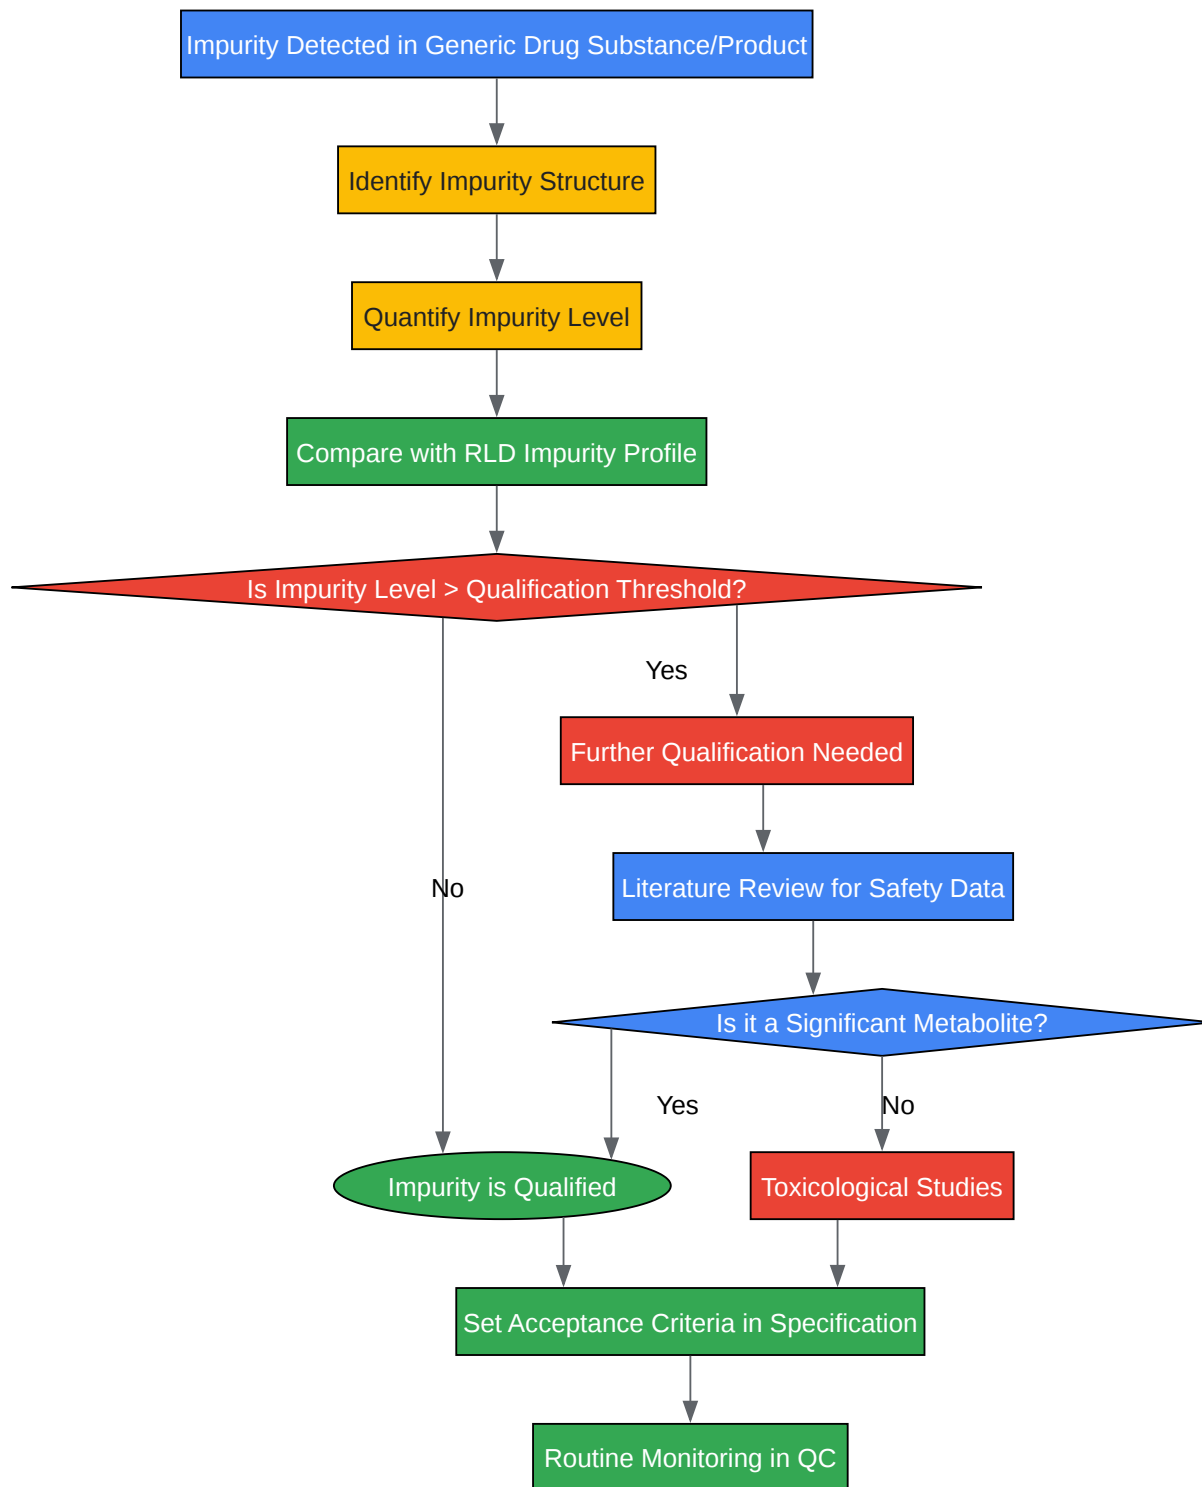 Impurity Detected in Generic Drug Substance/Product
Identify Impurity Structure
Quantify Impurity Level
Compare with RLD Impurity Profile
Is Impurity Level > Qualification Threshold?
Yes
Further Qualification Needed
No
Literature Review for Safety Data
Is it a Significant Metabolite?
Yes
No
Impurity is Qualified
Toxicological Studies
Set Acceptance Criteria in Specification
Routine Monitoring in QC